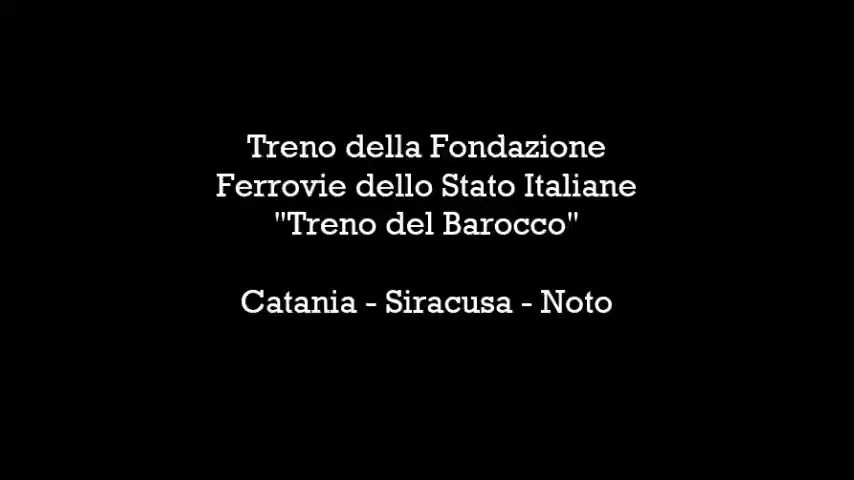 Treno della Fondazione
Ferrovie dello Stato Italiane
"Treno del Barocco"
Catania - Siracusa - Noto